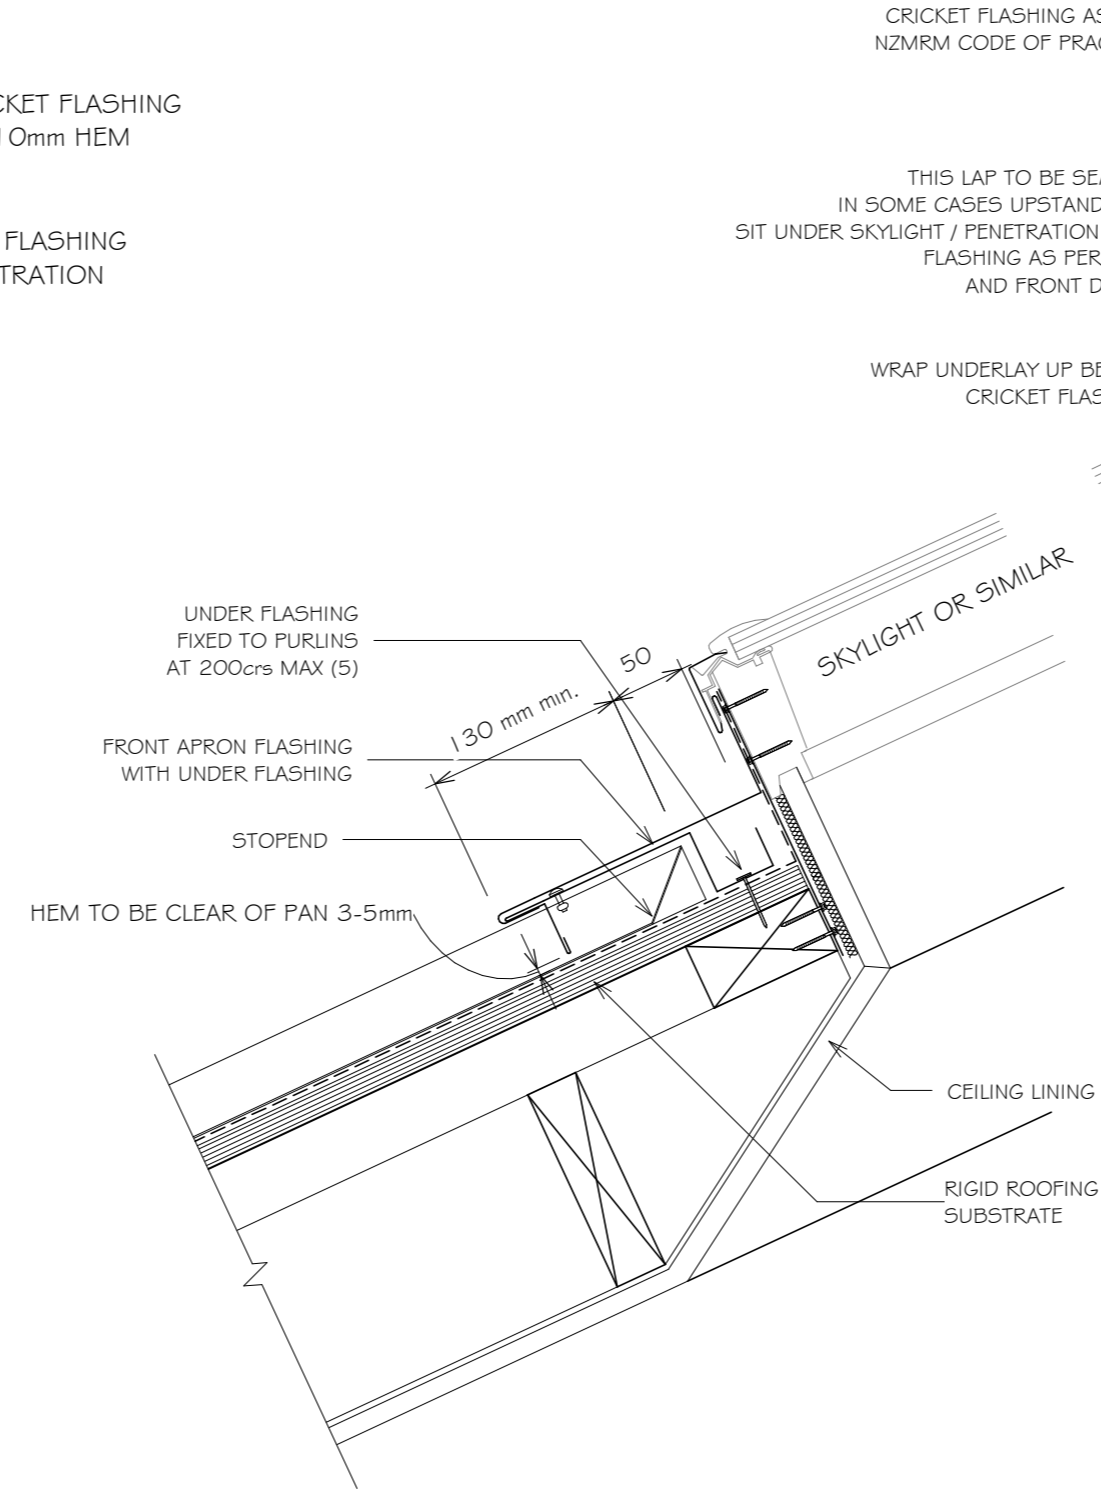 CRICKET FLASHING AS
NZMRM CODE OF PRAC
CKET FLASHING
10mm HEM
FLASHING
TRATION
THIS LAP TO BE SEA
IN SOME CASES UPSTAND
SIT UNDER SKYLIGHT / PENETRATION
FLASHING AS PER
AND FRONT D
WRAP UNDERLAY UP BE
CRICKET FLAS
SKYLIGHT OR SIMILAR
UNDER FLASHING
FIXED TO PURLINS
AT 200crs MAX (5)
50
130 mm min.
FRONT APRON FLASHING
WITH UNDER FLASHING
STOPEND
HEM TO BE CLEAR OF PAN 3-5mm
CEILING LINING
RIGID ROOFING
SUBSTRATE